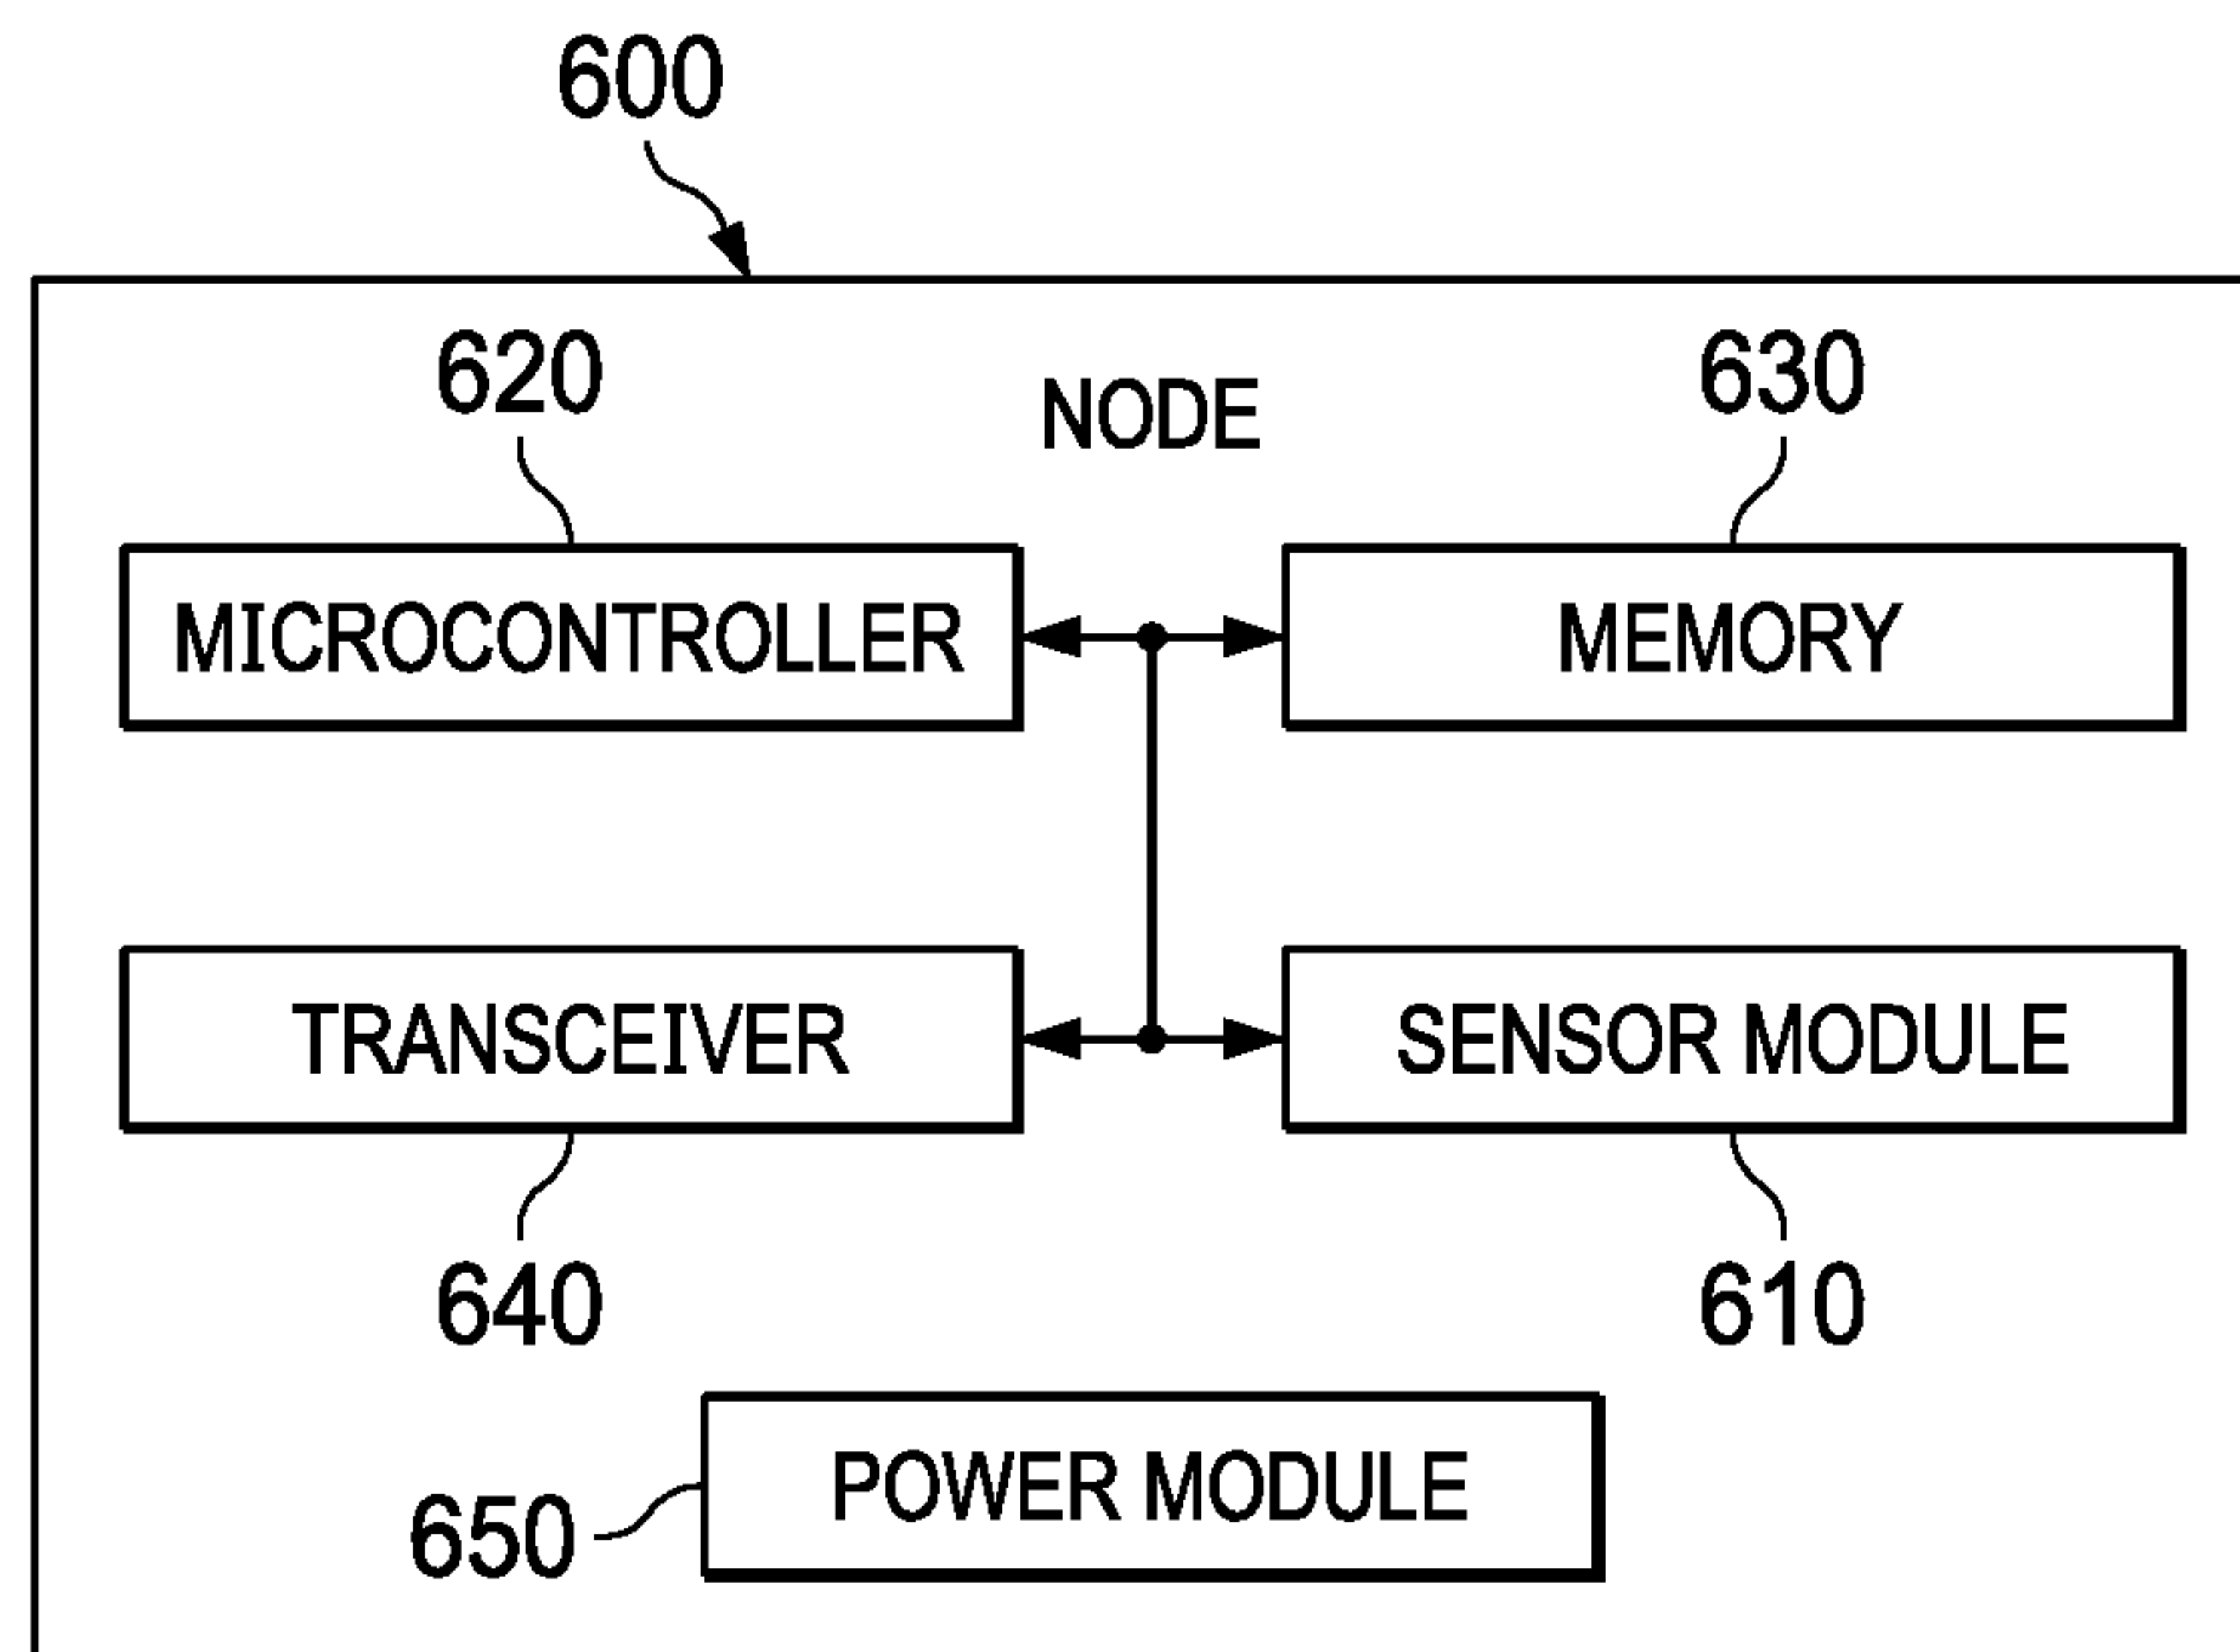 600
620
NODE
630
MICROCONTROLLER
MEMORY
TRANSCEIVER
SENSOR MODULE
640
610
POWER MODULE
650